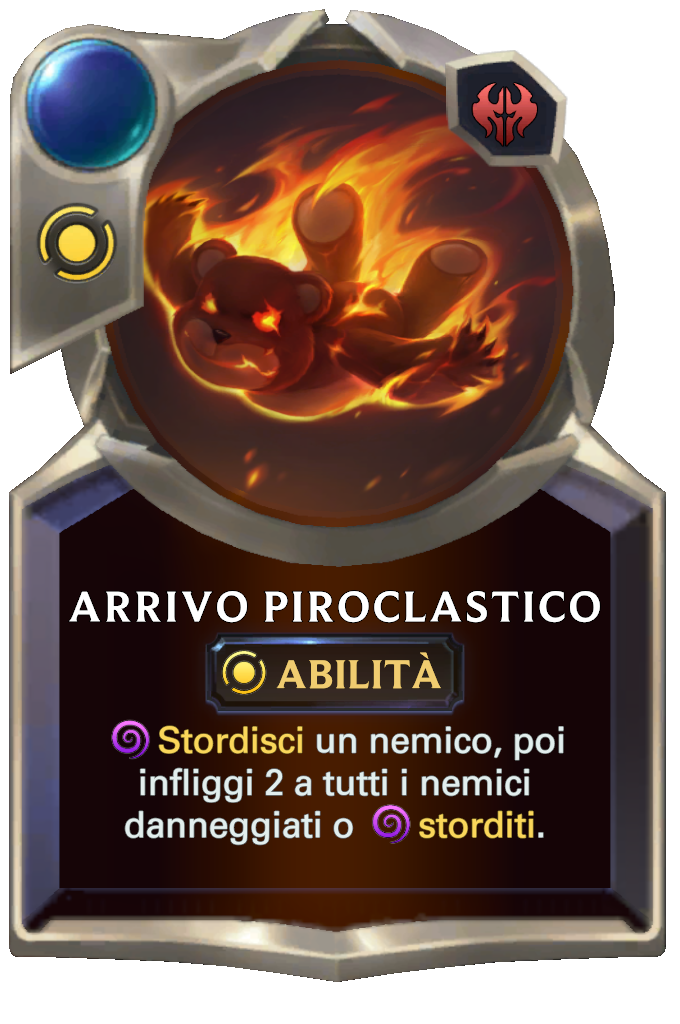 ARRIVO PIROCLASTICO
ABILITÀ
Stordisci un nemico, poi
infliggi 2 a tutti i nemici
danneggiati o storditi.